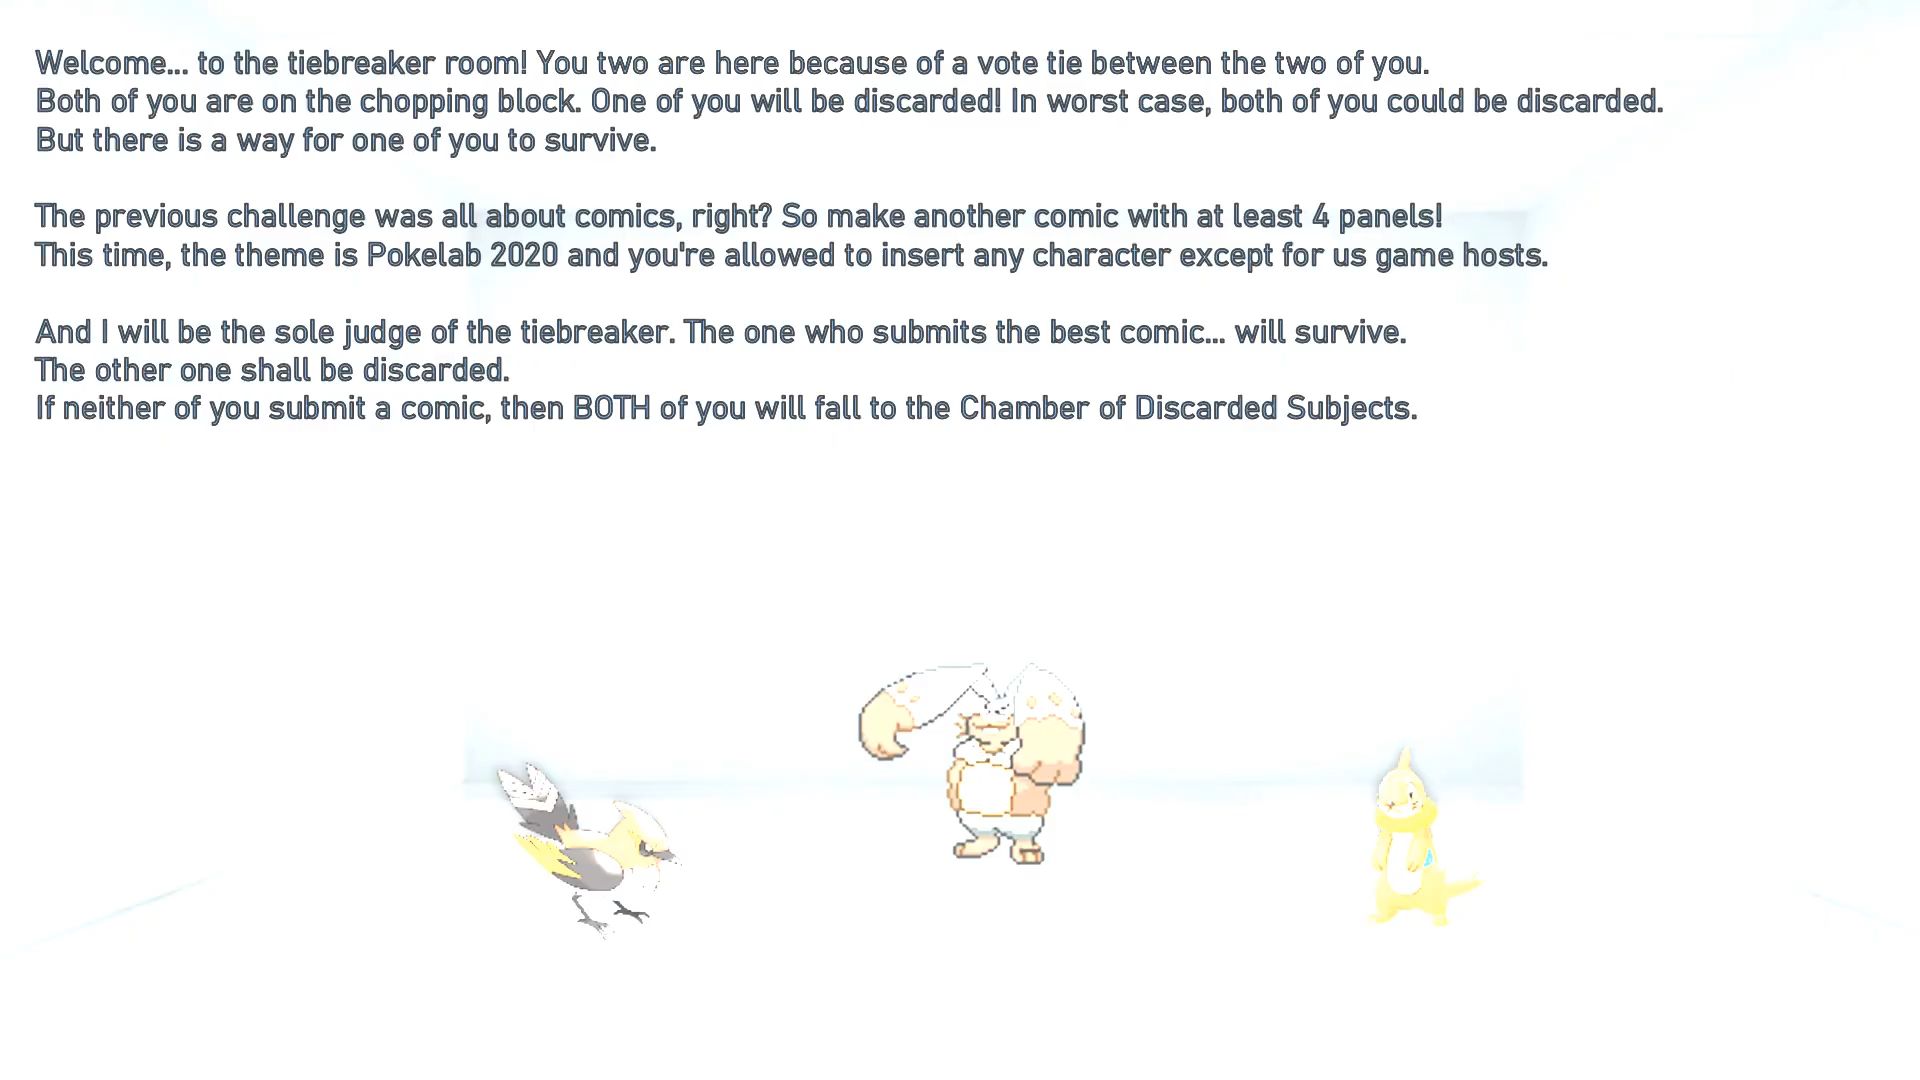 Welcome... to the tiebreaker room! You two are here because of a vote tie between the two of you.
Both of you are on the chopping block. One of you will be discarded! In worst case, both of you could be discarded.
But there is a way for one of you to survive.
The previous challenge was all about comics, right? So make another comic with at least 4 panels!
This time, the theme is Pokelab 2020 and you're allowed to insert any character except for us game hosts.
And I will be the sole judge of the tiebreaker. The one who submits the best comic... will survive.
The other one shall be discarded.
If neither of you submit a comic, then BOTH of you will fall to the Chamber of Discarded Subjects.